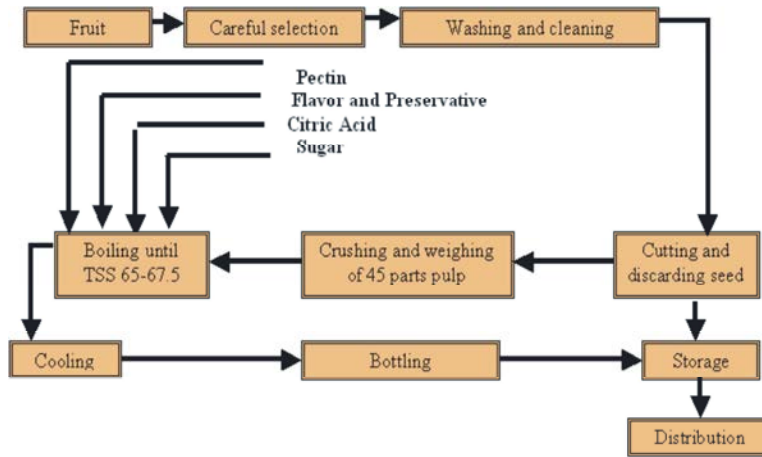 Fruit
Careful selection
Washing and cleaning
Pectin
Flavor and Preservative
Citric Acid
Sugar
Boiling until
TSS 65-67.5
Crushing and weighing
of 45 parts pulp
Cutting and
discarding seed
Cooling
Bottling
Storage
Distribution